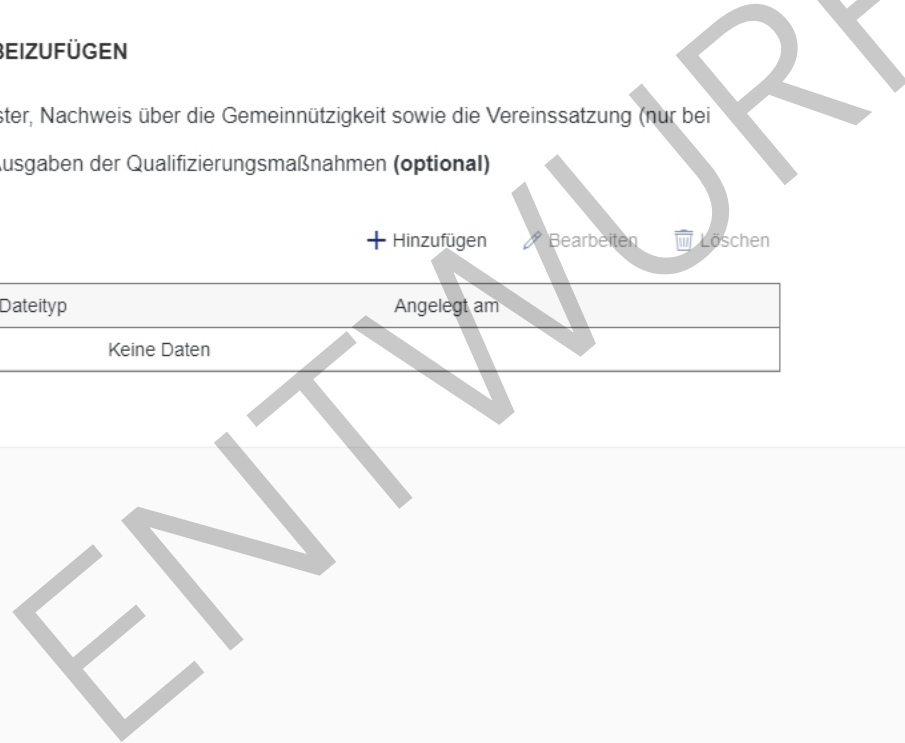 BEIZUFÜGEN
ster, Nachweis über die Gemeinnützigkeit sowie die Vereinssatzung (nur bei
Ausgaben der Qualifizierungsmaßnahmen (optional)
Hinzufügen Bearbeiten Löschen
Dateityp Angelegt am
Keine Daten
ENTWURF